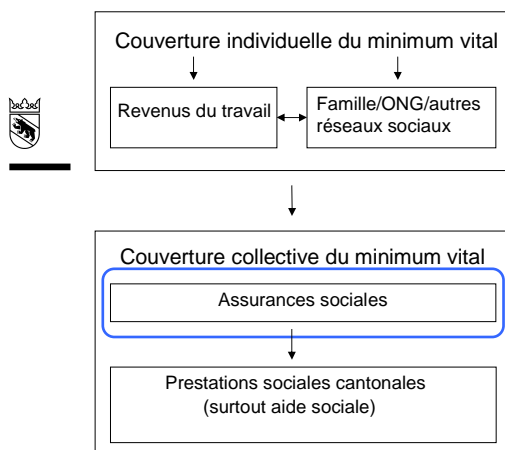 Couverture individuelle du minimum vital
Revenus du travail
Famille/ONG/autres
réseaux sociaux
Couverture collective du minimum vital
Assurances sociales
Prestations sociales cantonales
(surtout aide sociale)